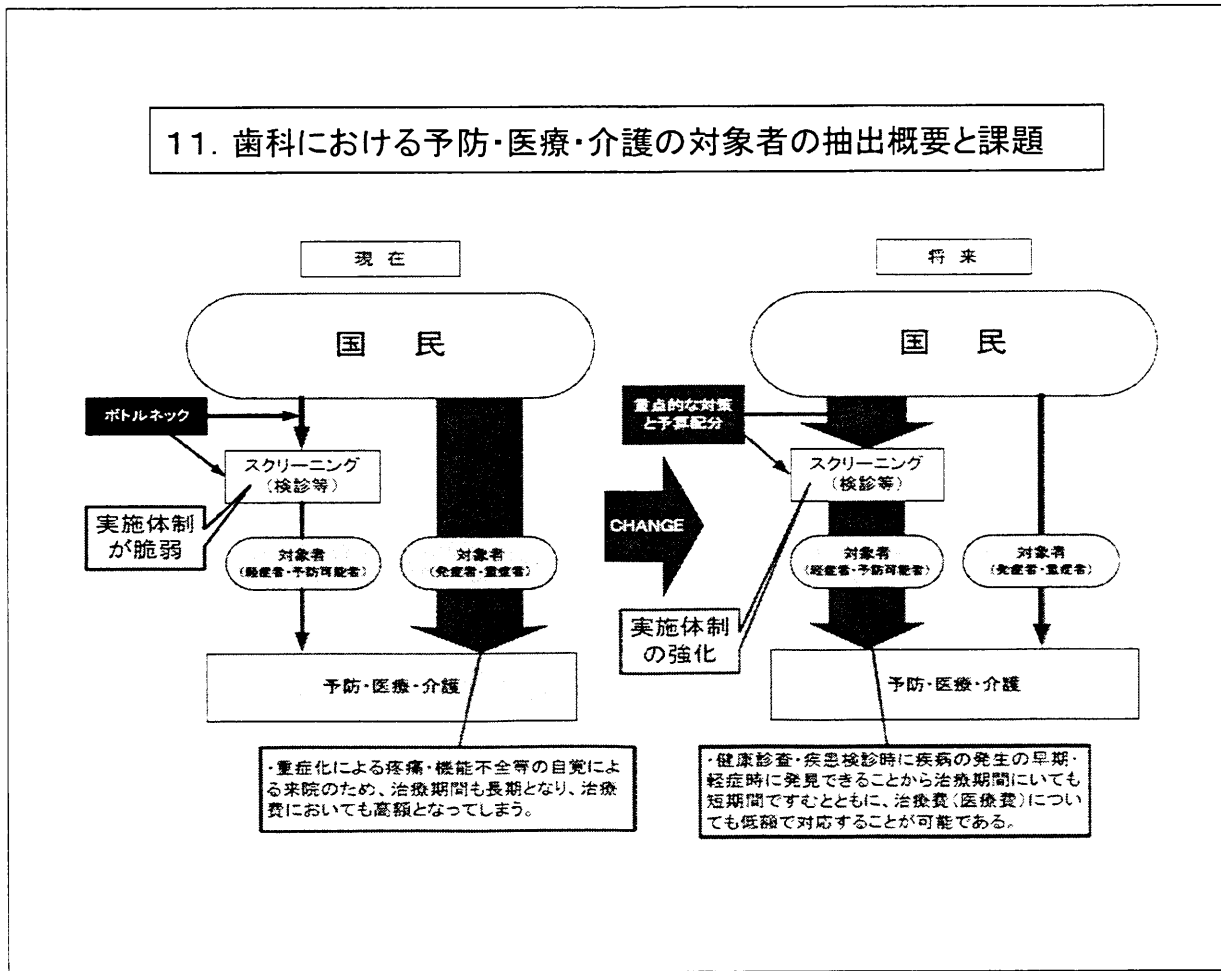 11. 歯科における予防・医療・介護の対象者の抽出概要と課題
現 在
国 民
ボトルネック
スクリーニング
(検診等)
実施体制
が脆弱
対象者
(軽症者・予防可能者)
対象者
(発症者・重症者)
予防・医療・介護
・重症化による疼痛・機能不全等の自覚によ
る来院のため、治療期間も長期となり、治療
費においても高額となってしまう。
CHANGE
将 来
国 民
重点的な対策
と予算配分
スクリーニング
(検診等)
実施体制
の強化
対象者
(軽症者・予防可能者)
対象者
(発症者・重症者)
予防・医療・介護
・健康診査・疾患検診時に疾病の発生の早期・
軽症時に発見できることから治療期間にいても
短期間ですむとともに、治療費(医療費)につい
ても低額で対応することが可能である。